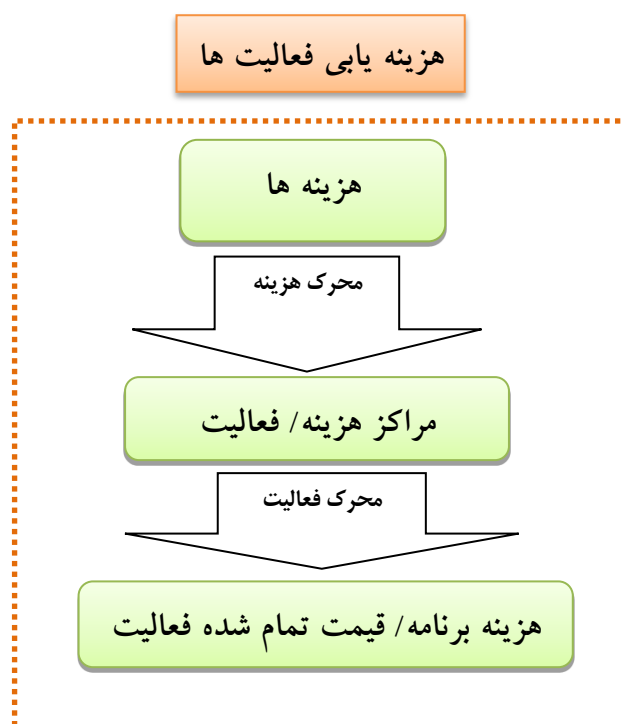 هزینه یابی فعالیت ها
هزینه ها
محرک هزینه
مراکز هزینه/ فعالیت
محرک فعالیت
هزینه برنامه/ قیمت تمام شده فعالیت